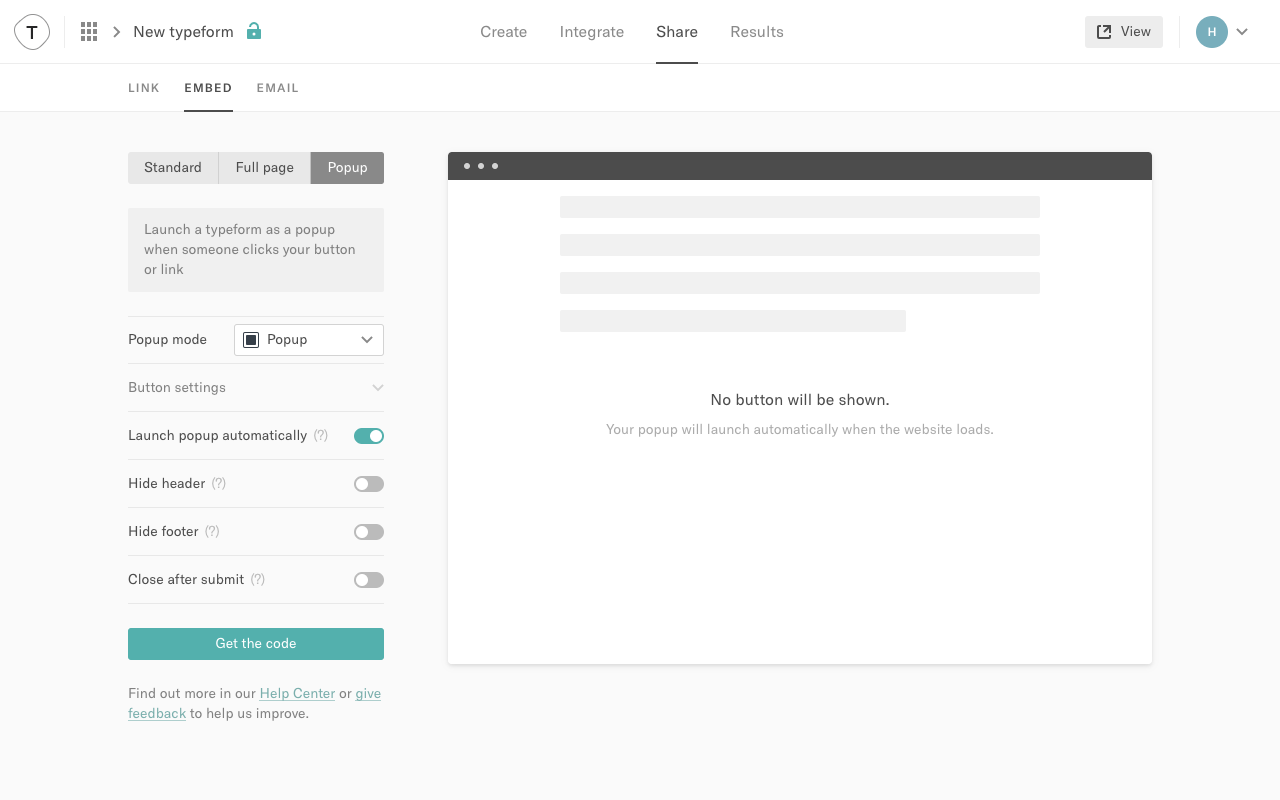 T
New typeform
Create
Integrate
Share
Results
View
H
LINK
EMBED
EMAIL
Standard
Full page
Popup
Launch a typeform as a popup
when someone clicks your button
or link
Popup mode
Popup
Button settings
Launch popup automatically (?)
Hide header (?)
Hide footer (?)
Close after submit (?)
Get the code
Find out more in our Help Center or give
feedback to help us improve.
No button will be shown.
Your popup will launch automatically when the website loads.